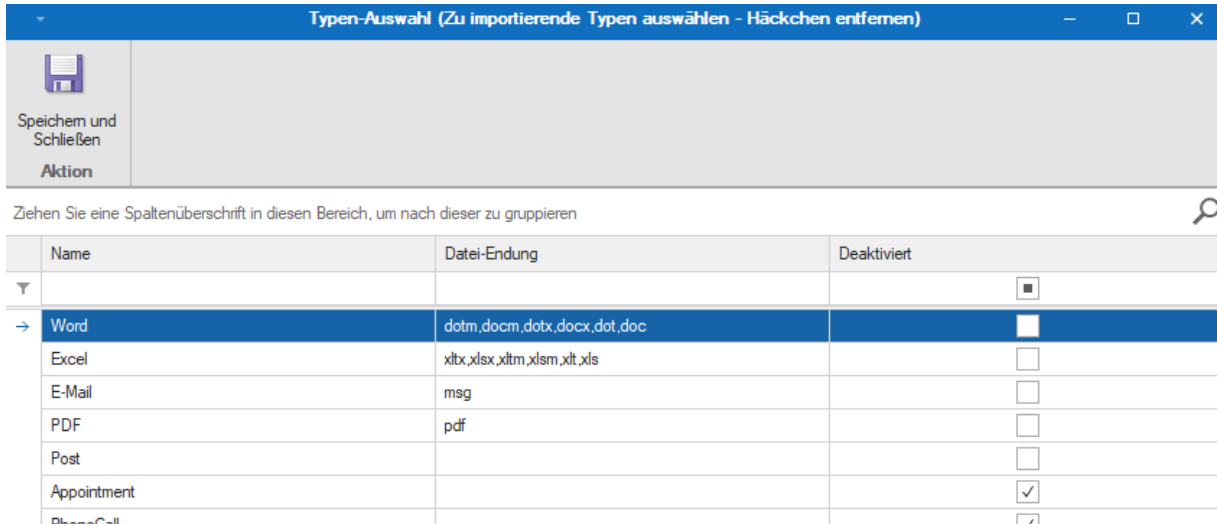 Typen-Auswahl (Zu importierende Typen auswählen - Häckchen entfernen)
Speichern und
Schließen
Aktion
Ziehen Sie eine Spaltenüberschrift in diesen Bereich, um nach dieser zu gruppieren
Name Datei-Endung Deaktiviert
Word dotm,docm,dotx,docx,dot,doc
Excel xltx,xlsx,xltm,xlsm,xlt,xls
E-Mail msg
PDF pdf
Post
Appointment
PhoneCall